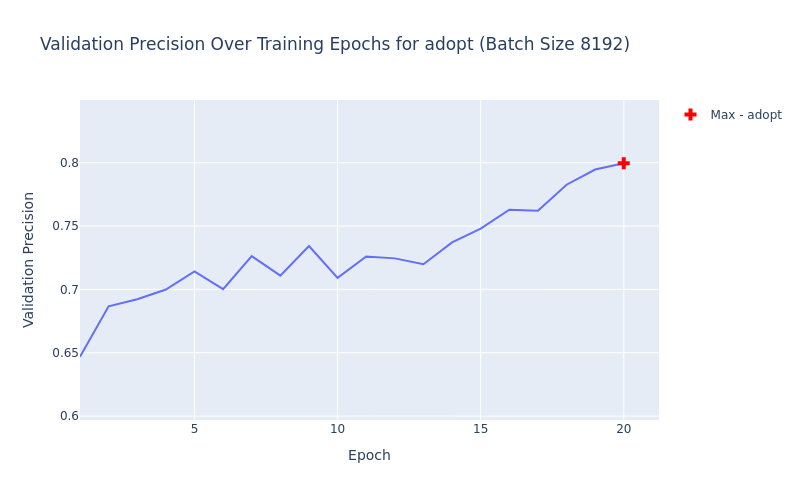 Validation Precision Over Training Epochs for adopt (Batch Size 8192)
Max - adopt
Validation Precision
0.8
0.75
0.7
0.65
0.6
5 10 15 20
Epoch